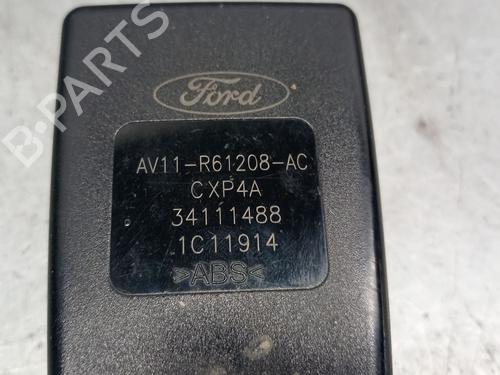 B-PARTS
Ford
AV11-R61208-AC
CXP4A
34111488
1C11914
>ABS<